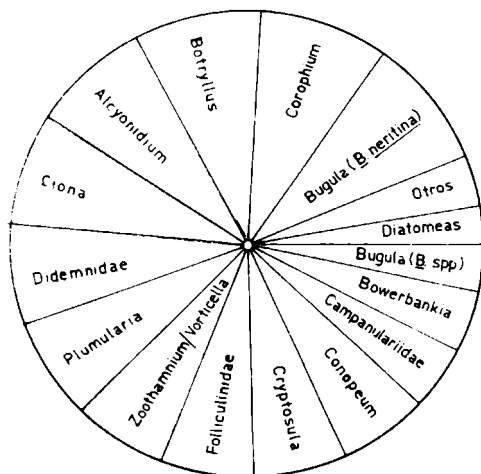 Botryllus
Corophium
Alcyonidium
Bugula (B neritina)
Ciona
Otros
Diatomeas
Didemnidae
Bugula (B spp)
Bowerbankia
Plumularia
Campanulariidae
Zoothamnium/Vorticella
Conopeum
Folliculinidae
Cryptosula